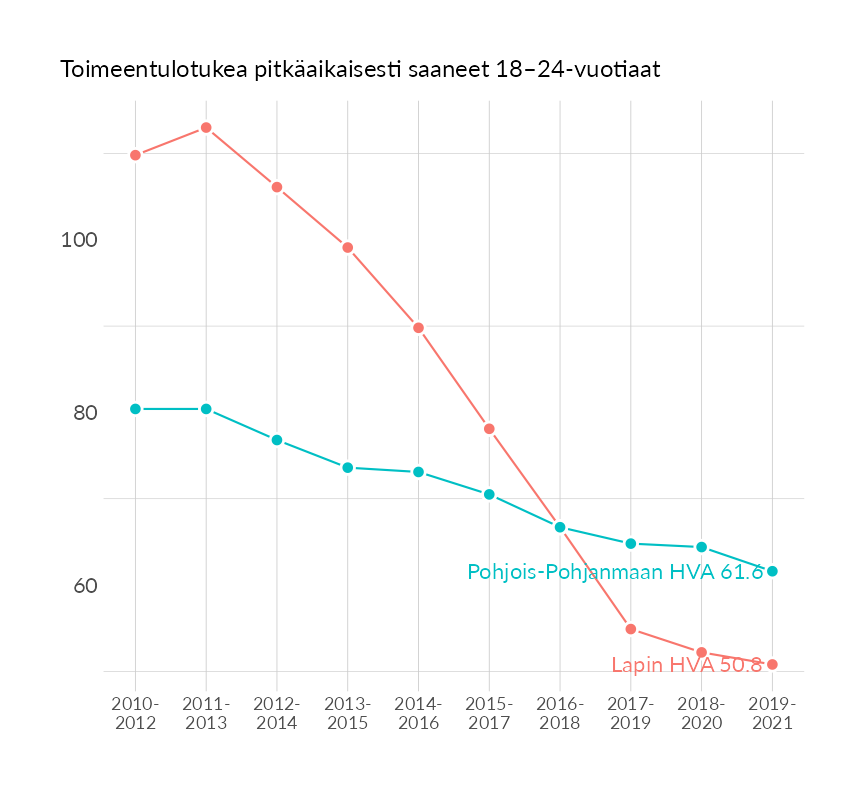 Toimeentulotukea pitkäaikaisesti saaneet 18–24-vuotiaat
100
80
60
Pohjois-Pohjanmaan HVA 61.6
Lapin HVA 50.8
2010- 2011- 2012- 2013- 2014- 2015- 2016- 2017- 2018- 2019-
2012 2013 2014 2015 2016 2017 2018 2019 2020 2021